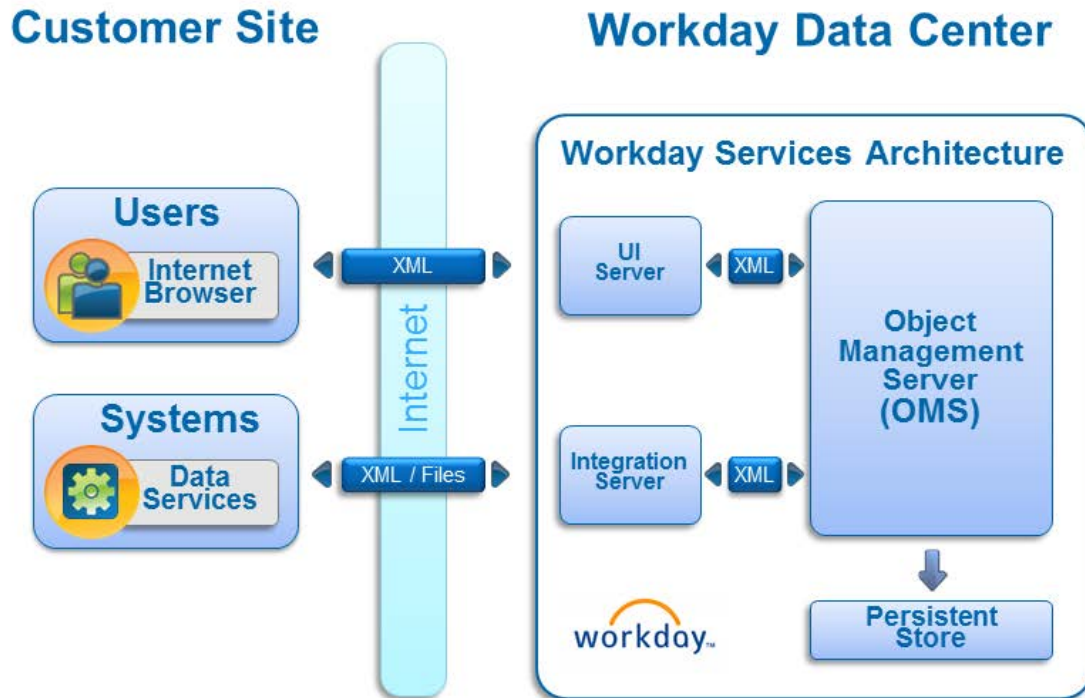 Customer Site
Workday Data Center
Workday Services Architecture
Users
Internet
Browser
XML
UI
Server
XML
Object
Management
Server
(OMS)
Internet
Systems
Data
Services
XML / Files
Integration
Server
XML
Persistent
Store
workday™